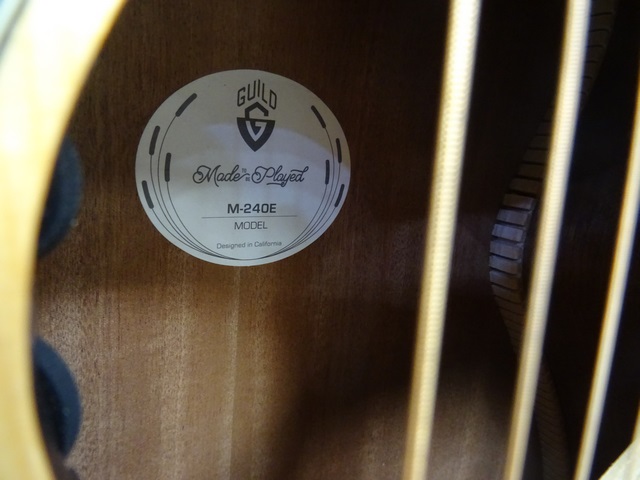 GUILD
G
Made to be Played
M-240E
MODEL
Designed in California